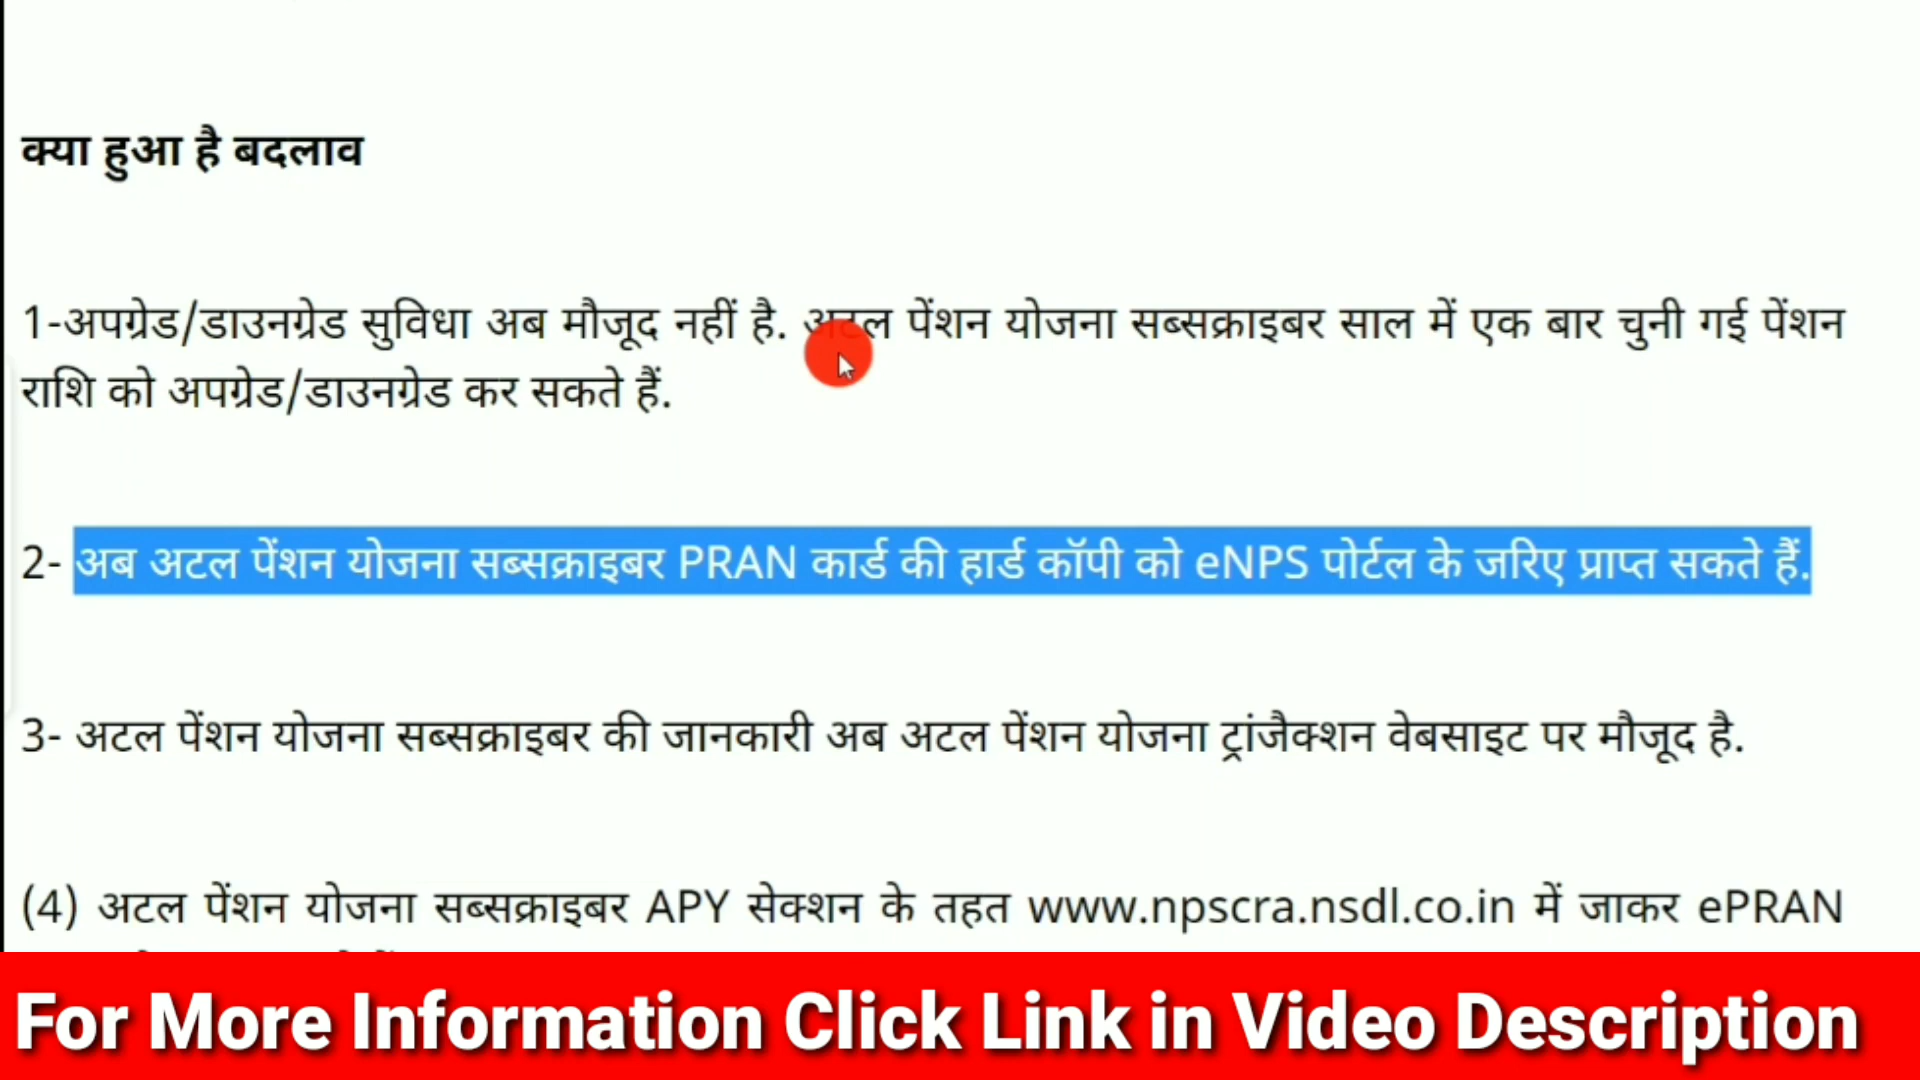 क्या हुआ है बदलाव
1-अपग्रेड/डाउनग्रेड सुविधा अब मौजूद नहीं है. अटल पेंशन योजना सब्सक्राइबर साल में एक बार चुनी गई पेंशन
राशि को अपग्रेड/डाउनग्रेड कर सकते हैं.
2- अब अटल पेंशन योजना सब्सक्राइबर PRAN कार्ड की हार्ड कॉपी को eNPS पोर्टल के जरिए प्राप्त सकते हैं.
3- अटल पेंशन योजना सब्सक्राइबर की जानकारी अब अटल पेंशन योजना ट्रांजैक्शन वेबसाइट पर मौजूद है.
(4) अटल पेंशन योजना सब्सक्राइबर APY सेक्शन के तहत www.npscra.nsdl.co.in में जाकर ePRAN
For More Information Click Link in Video Description